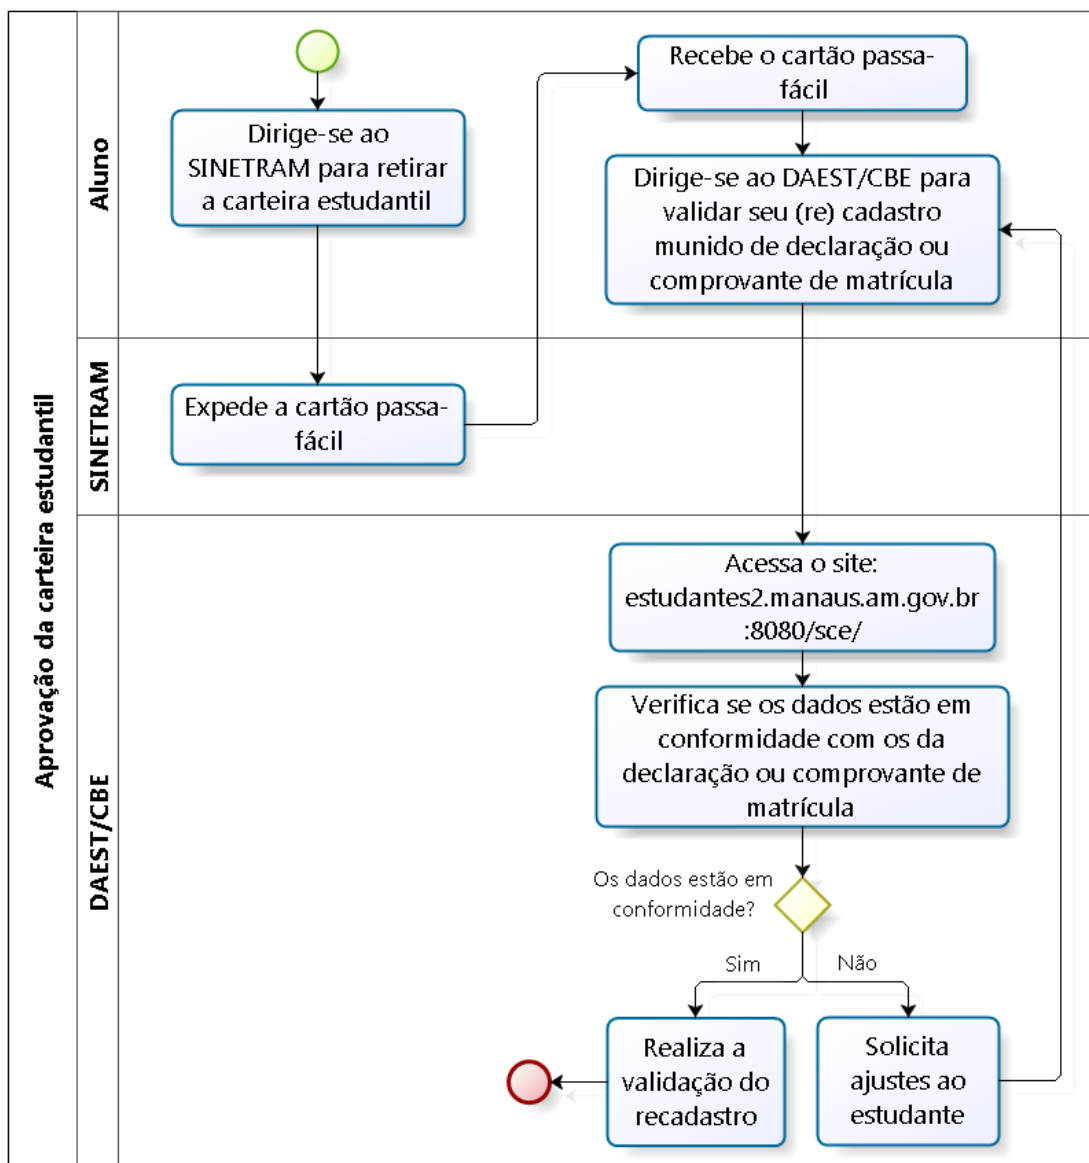 Aprovação da carteira estudantil
Aluno
Dirige-se ao
SINETRAM para retirar
a carteira estudantil
Recebe o cartão passa-
fácil
Dirige-se ao DAEST/CBE para
validar seu (re) cadastro
munido de declaração ou
comprovante de matrícula
SINETRAM
Expede a cartão passa-
fácil
DAEST/CBE
Acessa o site:
estudantes2.manaus.am.gov.br
:8080/sce/
Verifica se os dados estão em
conformidade com os da
declaração ou comprovante de
matrícula
Os dados estão em
conformidade?
Sim
Não
Realiza a
validação do
recadastro
Solicita
ajustes ao
estudante